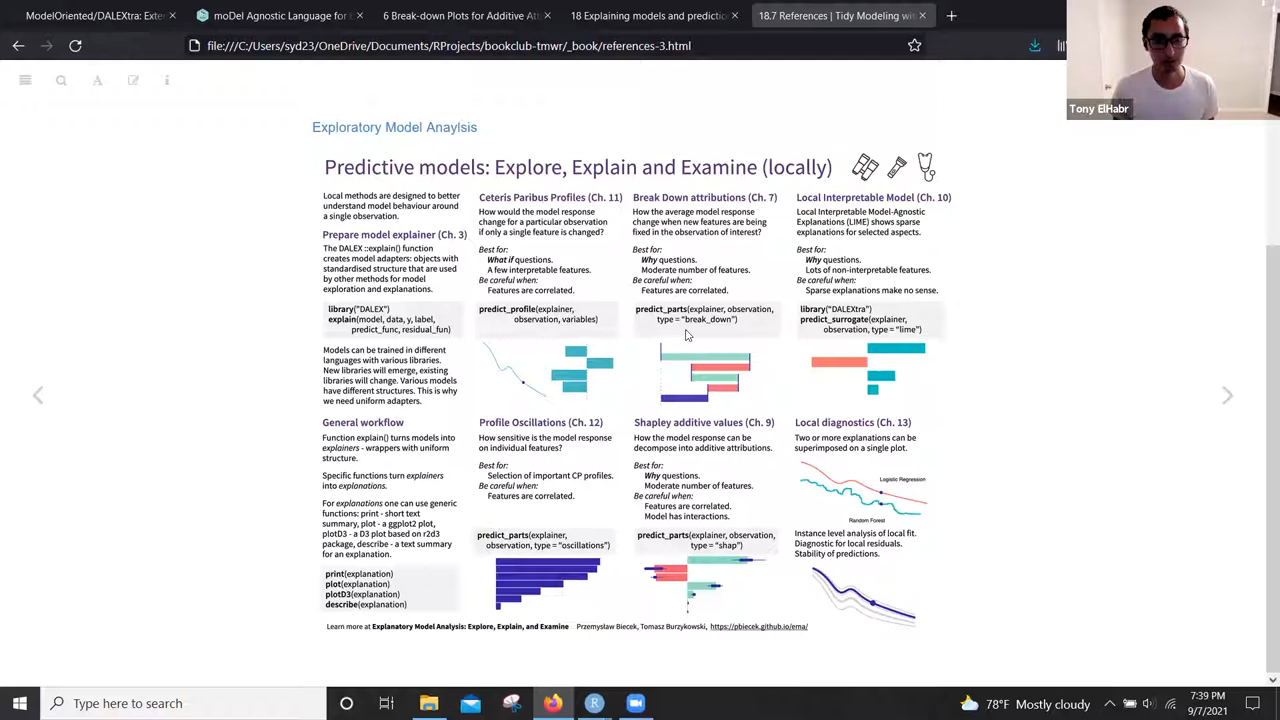 ModelOriented/DALEXtra: Exten
moDel Agnostic Language for E
6 Break-down Plots for Additive Att
18 Explaining models and predictio
18.7 References | Tidy Modeling wit
file:///C:/Users/syd23/OneDrive/Documents/RProjects/bookclub-tmwr/_book/references-3.html
Tony ElHabr
Exploratory Model Anaylsis
Predictive models: Explore, Explain and Examine (locally)
Local methods are designed to better
understand model behaviour around
a single observation.
Prepare model explainer (Ch. 3)
The DALEX ::explain() function
creates model adapters: objects with
standardised structure that are used
by other methods for model
exploration and explanations.
library("DALEX")
explain(model, data, y, label,
predict_func, residual_fun)
Models can be trained in different
languages with various libraries.
New libraries will emerge, existing
libraries will change. Various models
have different structures. This is why
we need uniform adapters.
General workflow
Function explain() turns models into
explainers - wrappers with uniform
structure.
Specific functions turn explainers
into explanations.
For explanations one can use generic
functions: print - short text
summary, plot - a ggplot2 plot,
plotD3 - a D3 plot based on r2d3
package, describe - a text summary
for an explanation.
print(explanation)
plot(explanation)
plotD3(explanation)
describe(explanation)
Ceteris Paribus Profiles (Ch. 11)
How would the model response
change for a particular observation
if only a single feature is changed?
Best for:
What if questions.
A few interpretable features.
Be careful when:
Features are correlated.
predict_profile(explainer,
observation, variables)
Profile Oscillations (Ch. 12)
How sensitive is the model response
on individual features?
Best for:
Selection of important CP profiles.
Be careful when:
Features are correlated.
predict_parts(explainer,
observation, type = "oscillations")
Break Down attributions (Ch. 7)
How the average model response
change when new features are being
fixed in the observation of interest?
Best for:
Why questions.
Moderate number of features.
Be careful when:
Features are correlated.
predict_parts(explainer, observation,
type = "break_down")
Shapley additive values (Ch. 9)
How the model response can be
decompose into additive attributions.
Best for:
Why questions.
Moderate number of features.
Be careful when:
Features are correlated.
Model has interactions.
predict_parts(explainer, observation,
type = "shap")
Local Interpretable Model (Ch. 10)
Local Interpretable Model-Agnostic
Explanations (LIME) shows sparse
explanations for selected aspects.
Best for:
Why questions.
Lots of non-interpretable features.
Be careful when:
Sparse explanations make no sense.
library("DALEXtra")
predict_surrogate(explainer,
observation, type = "lime")
Local diagnostics (Ch. 13)
Two or more explanations can be
superimposed on a single plot.
Logistic Regression
Random Forest
Instance level analysis of local fit.
Diagnostic for local residuals.
Stability of predictions.
Learn more at Explanatory Model Analysis: Explore, Explain, and Examine Przemysław Biecek, Tomasz Burzykowski, https://pbiecek.github.io/ema/
Type here to search
78°F Mostly cloudy
7:39 PM
9/7/2021